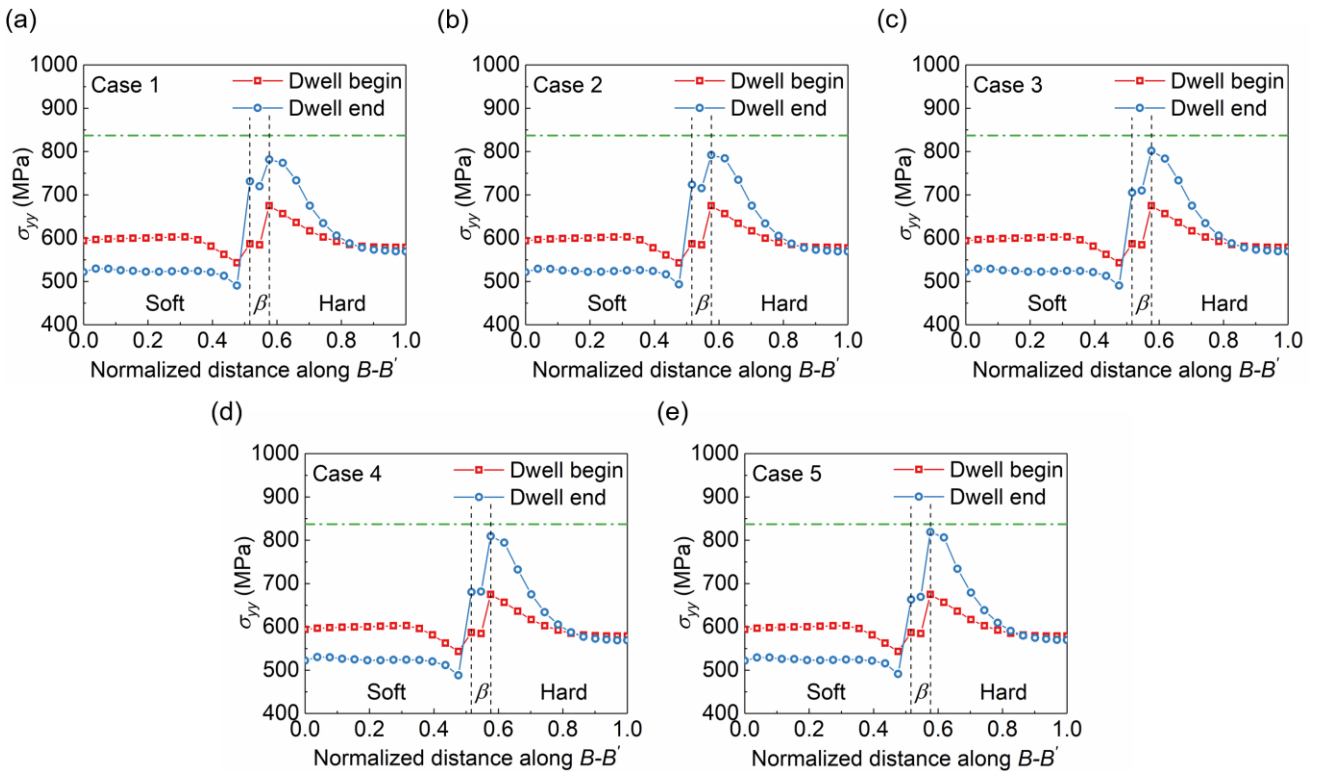 (a)
1000
900
800
700
600
500
400
σyy (MPa)
Case 1
Dwell begin
Dwell end
Soft
β
Hard
0.0 0.2 0.4 0.6 0.8 1.0
Normalized distance along B-B'
(b)
1000
900
800
700
600
500
400
σyy (MPa)
Case 2
Dwell begin
Dwell end
Soft
β
Hard
0.0 0.2 0.4 0.6 0.8 1.0
Normalized distance along B-B'
(c)
1000
900
800
700
600
500
400
σyy (MPa)
Case 3
Dwell begin
Dwell end
Soft
β
Hard
0.0 0.2 0.4 0.6 0.8 1.0
Normalized distance along B-B'
(d)
1000
900
800
700
600
500
400
σyy (MPa)
Case 4
Dwell begin
Dwell end
Soft
β
Hard
0.0 0.2 0.4 0.6 0.8 1.0
Normalized distance along B-B'
(e)
1000
900
800
700
600
500
400
σyy (MPa)
Case 5
Dwell begin
Dwell end
Soft
β
Hard
0.0 0.2 0.4 0.6 0.8 1.0
Normalized distance along B-B'